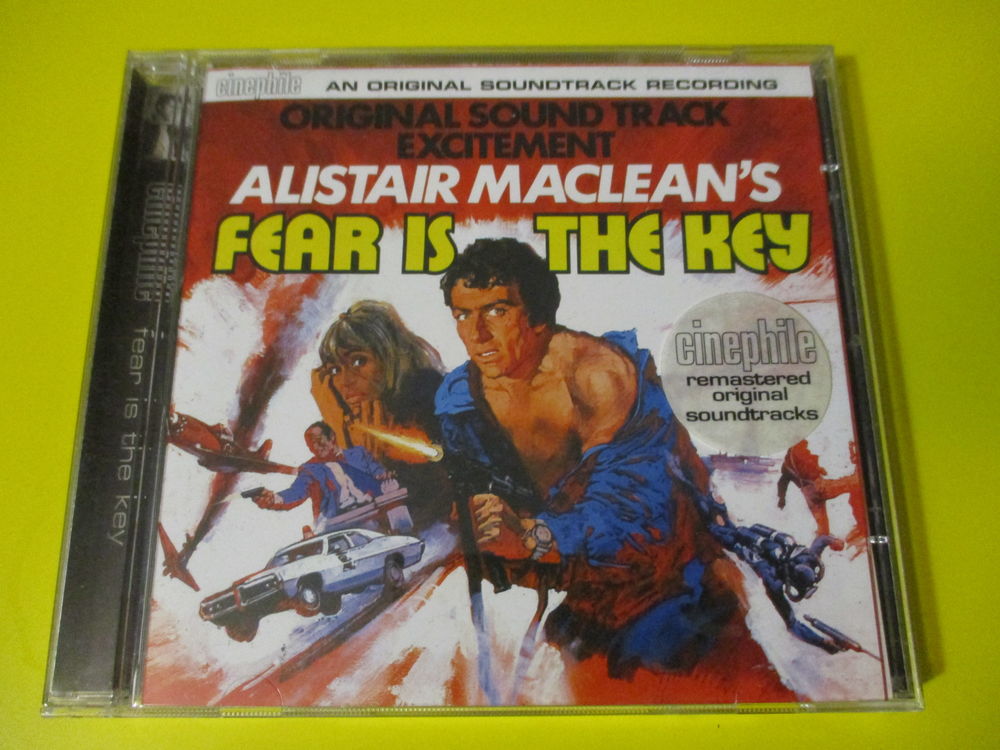 cinephile AN ORIGINAL SOUNDTRACK RECORDING
ORIGINAL SOUND TRACK
EXCITEMENT
ALISTAIR MACLEAN'S
FEAR IS THE KEY
cinephile
remastered
original
soundtracks
cinephile fear is the key